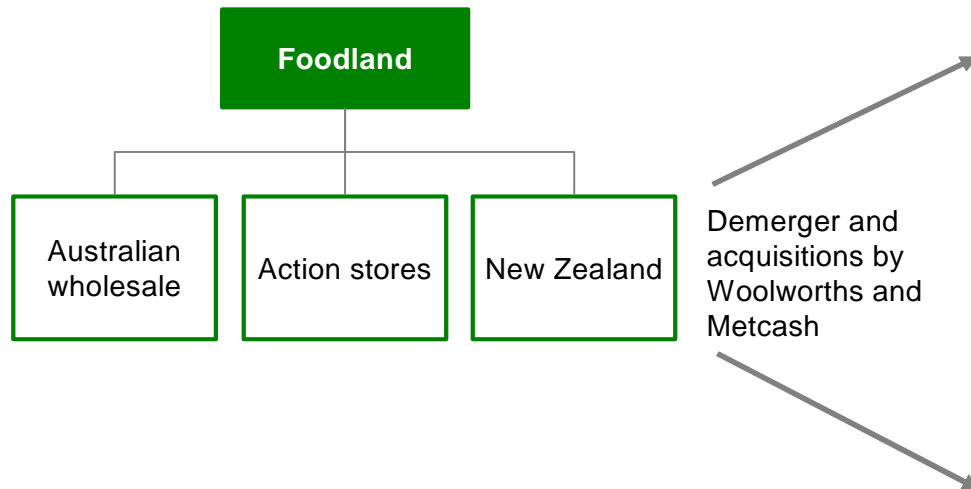 Foodland
Australian
wholesale
Action stores
New Zealand
Demerger and
acquisitions by
Woolworths and
Metcash